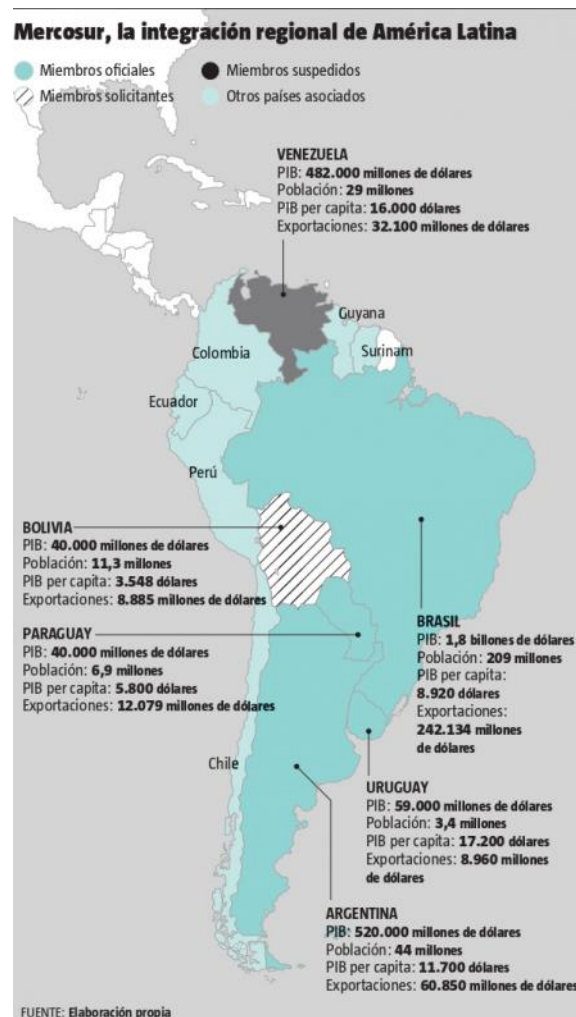 Mercosur, la integración regional de América Latina
Miembros oficiales
Miembros suspedidos
Miembros solicitantes
Otros países asociados
VENEZUELA
PIB: 482.000 millones de dólares
Población: 29 millones
PIB per capita: 16.000 dólares
Exportaciones: 32.100 millones de dólares
Guyana
Surinam
Colombia
Ecuador
Perú
BOLIVIA
PIB: 40.000 millones de dólares
Población: 11,3 millones
PIB per capita: 3.548 dólares
Exportaciones: 8.885 millones de dólares
PARAGUAY
PIB: 40.000 millones de dólares
Población: 6,9 millones
PIB per capita: 5.800 dólares
Exportaciones: 12.079 millones de dólares
BRASIL
PIB: 1,8 billones de dólares
Población: 209 millones
PIB per capita:
8.920 dólares
Exportaciones:
242.134 millones
de dólares
Chile
URUGUAY
PIB: 59.000 millones de dólares
Población: 3,4 millones
PIB per capita: 17.200 dólares
Exportaciones: 8.960 millones
de dólares
ARGENTINA
PIB: 520.000 millones de dólares
Población: 44 millones
PIB per capita: 11.700 dólares
Exportaciones: 60.850 millones de dólares
FUENTE: Elaboración propia